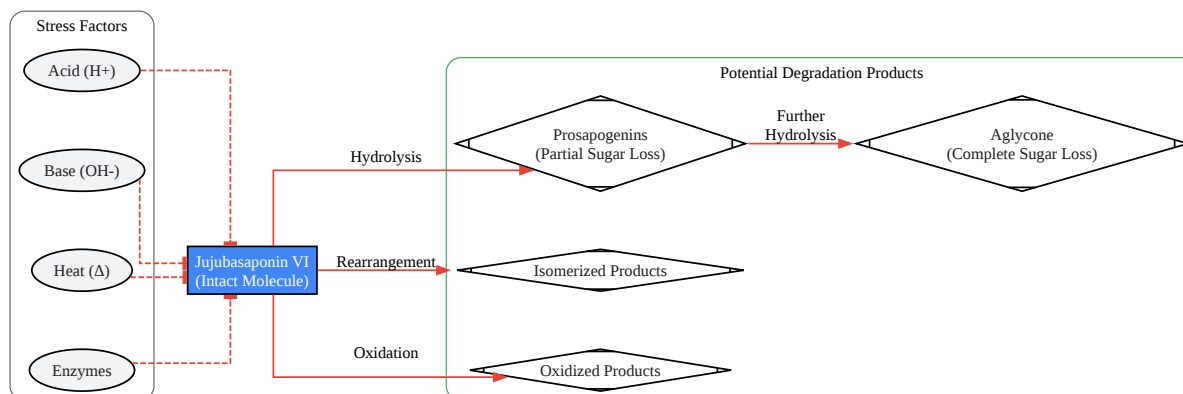 Stress Factors
Acid (H+)
Base (OH-)
Heat (Δ)
Enzymes
Jujubasaponin VI
(Intact Molecule)
Hydrolysis
Rearrangement
Oxidation
Potential Degradation Products
Prosapogenins
(Partial Sugar Loss)
Further
Hydrolysis
Aglycone
(Complete Sugar Loss)
Isomerized Products
Oxidized Products